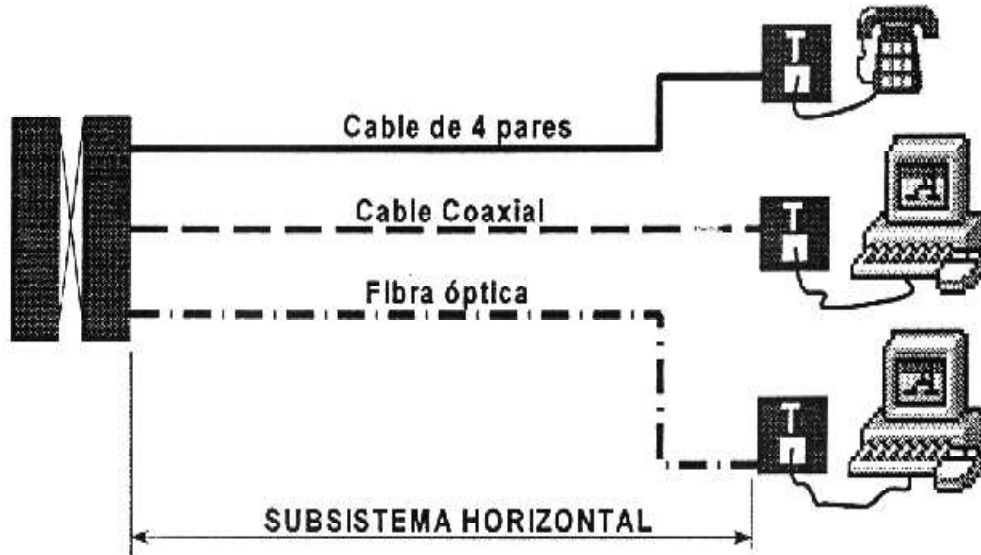 T
Cable de 4 pares
Cable Coaxial
T
Fibra óptica
T
SUBSISTEMA HORIZONTAL